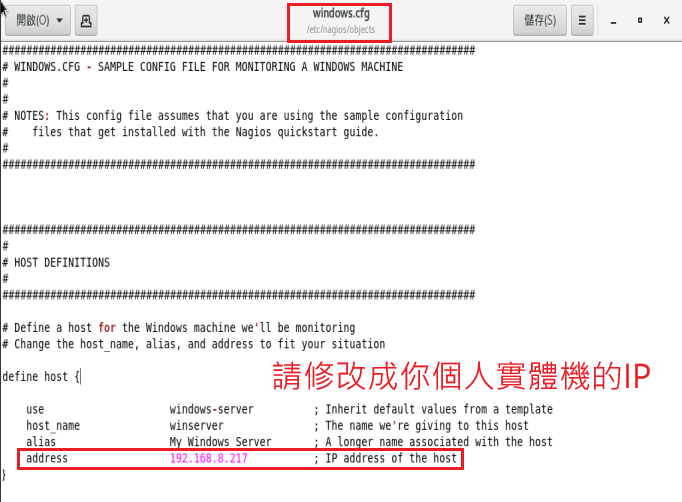 開啟(O)
windows.cfg
/etc/nagios/objects
儲存(S)
###############################################################################
# WINDOWS.CFG - SAMPLE CONFIG FILE FOR MONITORING A WINDOWS MACHINE
#
#
# NOTES: This config file assumes that you are using the sample configuration
#    files that get installed with the Nagios quickstart guide.
#
###############################################################################
###############################################################################
#
# HOST DEFINITIONS
#
###############################################################################
# Define a host for the Windows machine we'll be monitoring
# Change the host_name, alias, and address to fit your situation
請修改成你個人實體機的IP
define host {
use windows-server ; Inherit default values from a template
host_name winserver ; The name we're giving to this host
alias My Windows Server ; A longer name associated with the host
address 192.168.8.217 ; IP address of the host
}